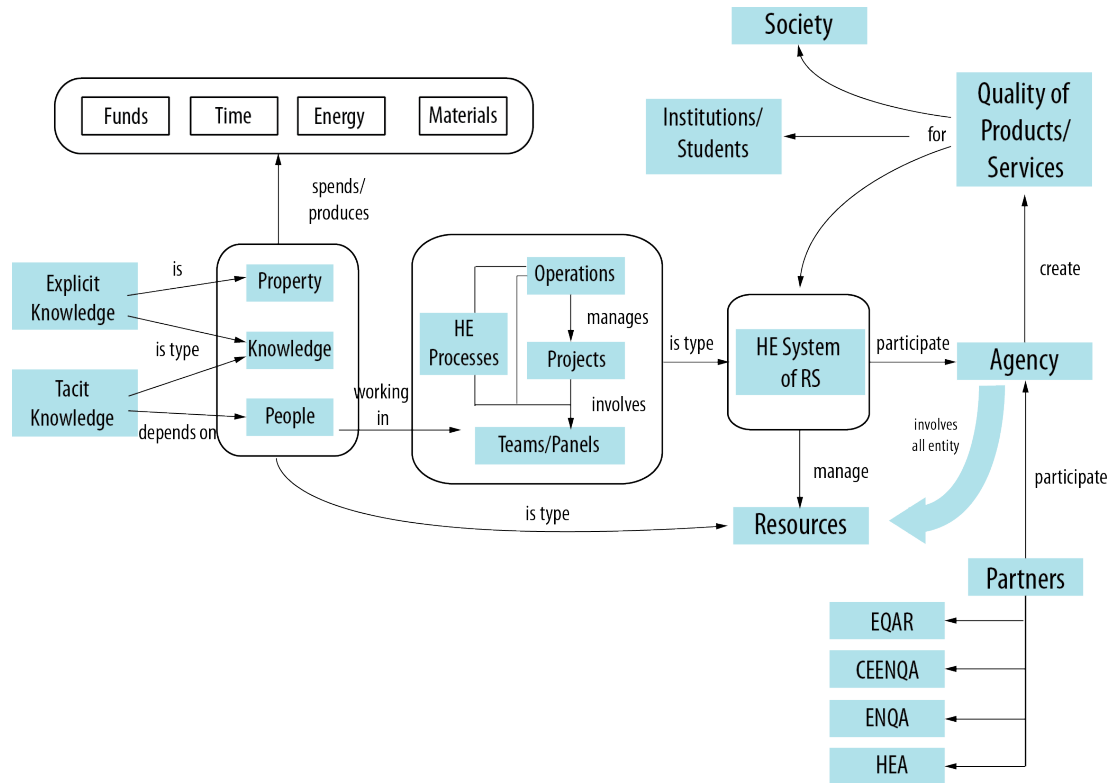 Society
Quality of
Products/
Services
Institutions/
Students
for
Funds
Time
Energy
Materials
spends/
produces
create
Explicit
Knowledge
is
Property
is type
Knowledge
Tacit
Knowledge
depends on
People
working
in
Operations
manages
HE
Processes
Projects
involves
Teams/Panels
is type
HE System
of RS
participate
Agency
involves
all entity
manage
participate
is type
Resources
Partners
EQAR
CEENQA
ENQA
HEA